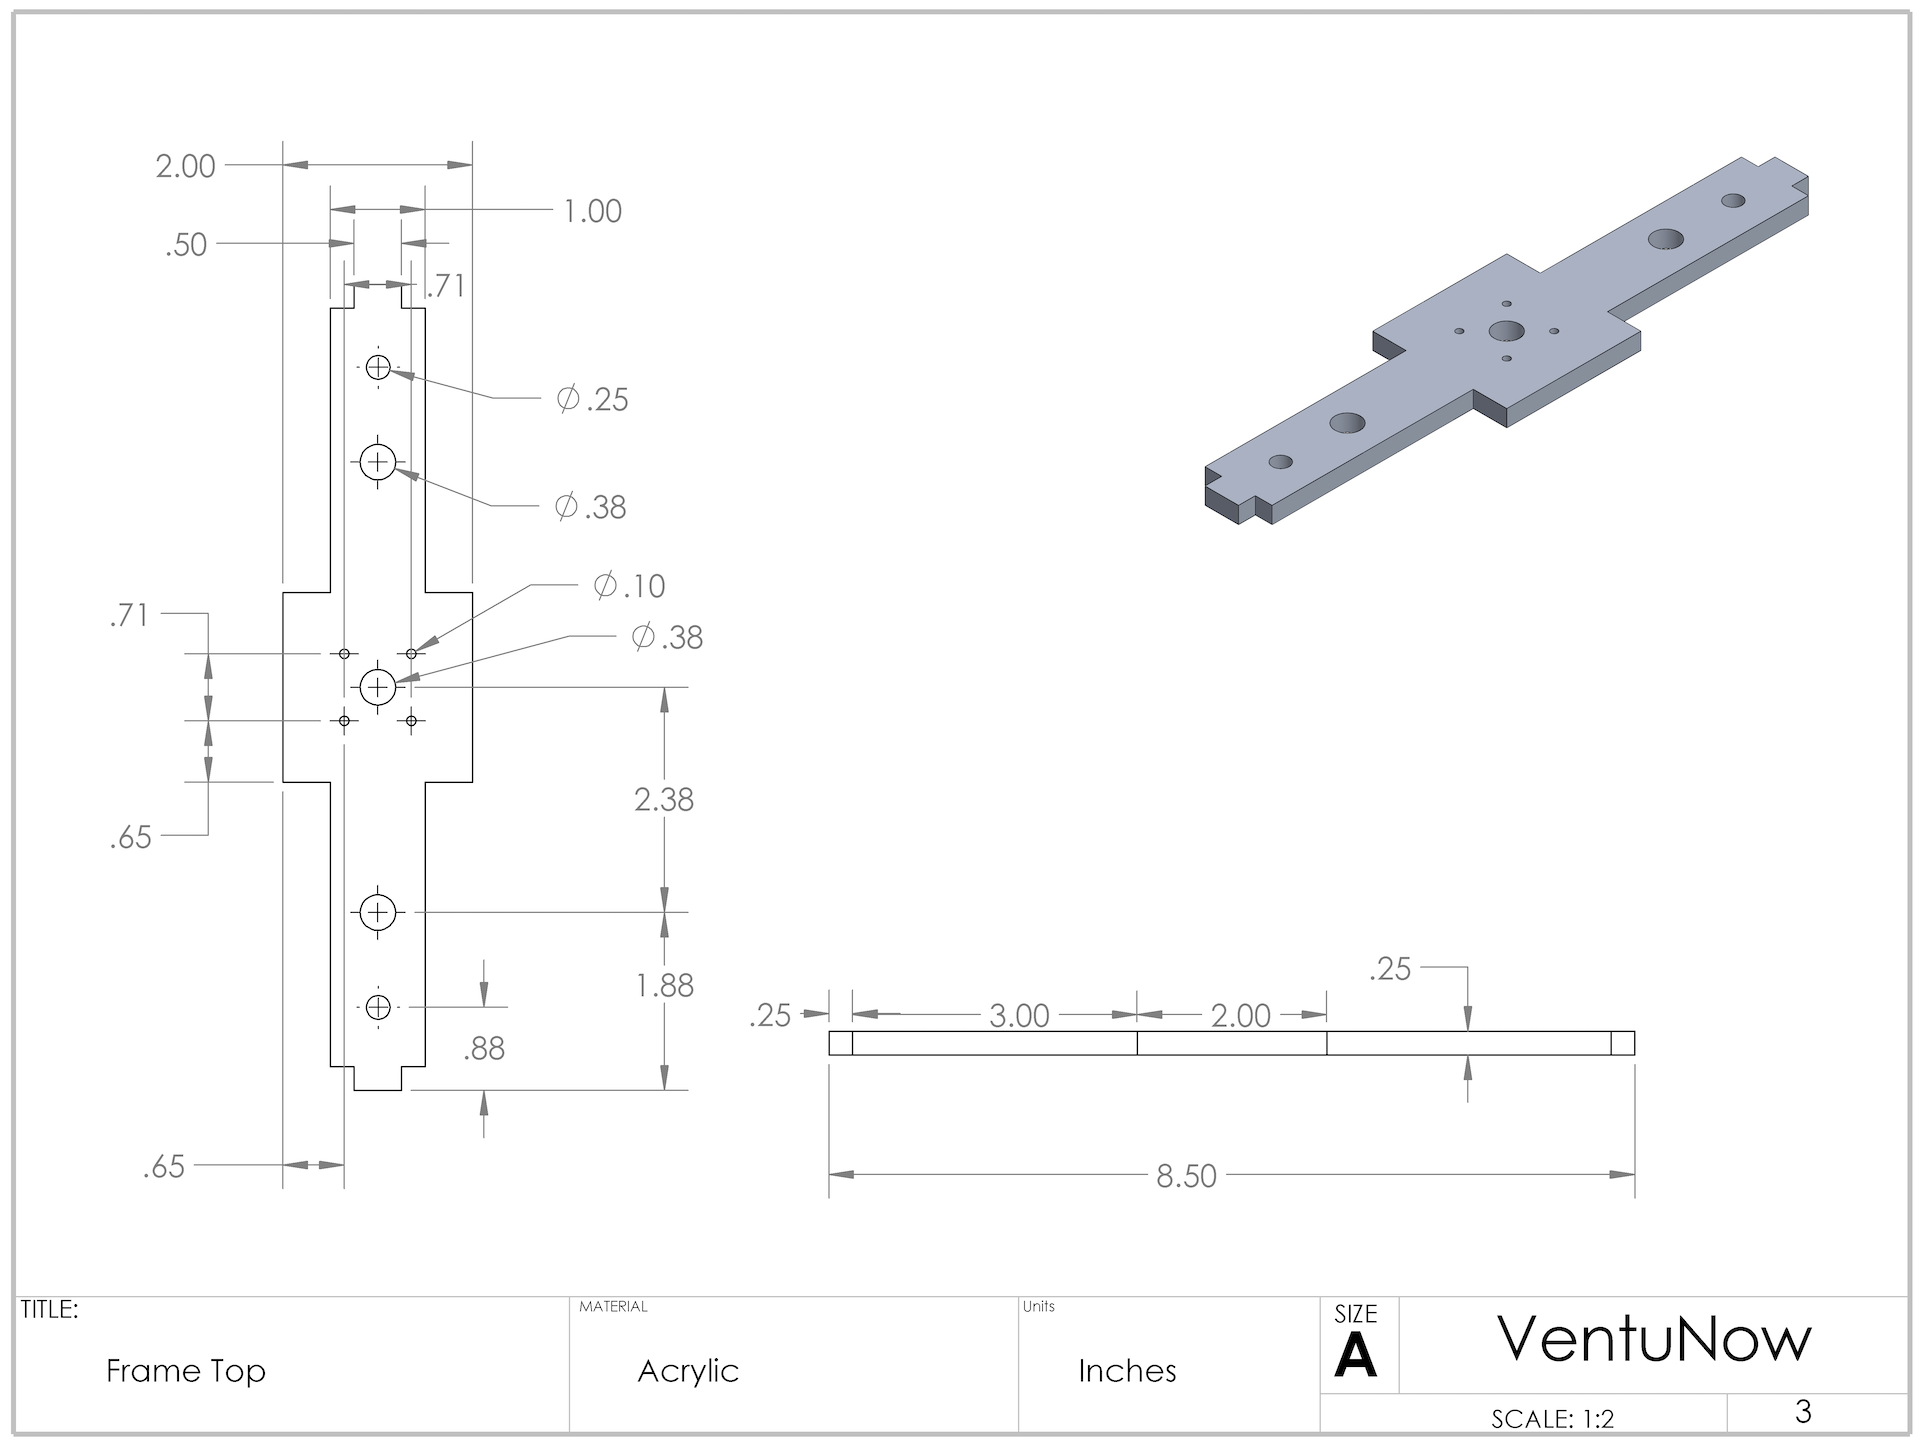 2.00
1.00
.50
.71
⌀.25
⌀.38
⌀.10
.71
⌀.38
2.38
.65
1.88
.88
.65
.25
.25
3.00
2.00
8.50
TITLE:
Frame Top
MATERIAL
Acrylic
Units
Inches
SIZE
A
VentuNow
SCALE: 1:2
3